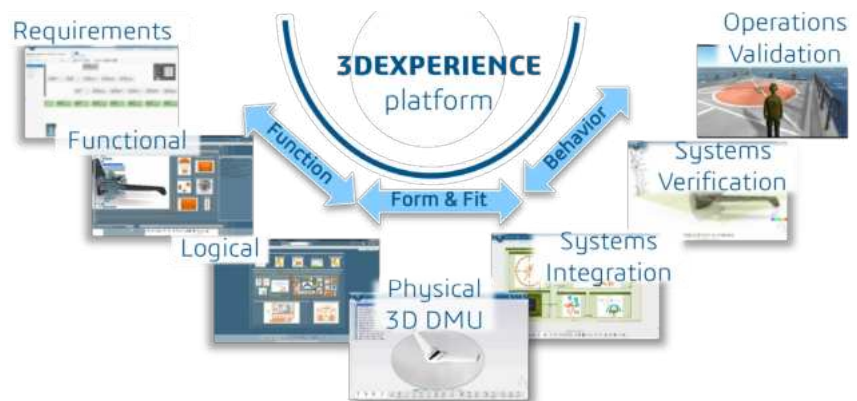 Requirements
Functional
Logical
Physical
3D DMU
Systems
Integration
Systems
Verification
Operations
Validation
3DEXPERIENCE
platform
Function
Form & Fit
Behavior